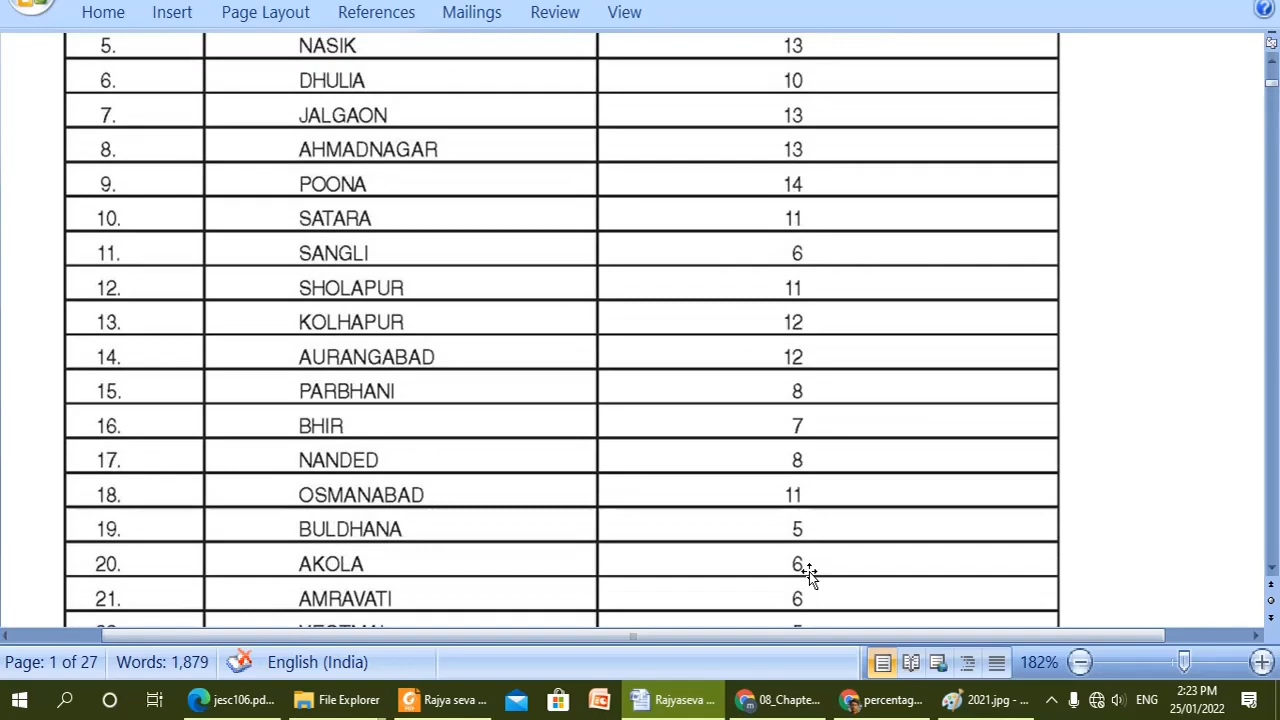 Home Insert Page Layout References Mailings Review View
5. NASIK 13
6. DHULIA 10
7. JALGAON 13
8. AHMADNAGAR 13
9. POONA 14
10. SATARA 11
11. SANGLI 6
12. SHOLAPUR 11
13. KOLHAPUR 12
14. AURANGABAD 12
15. PARBHANI 8
16. BHIR 7
17. NANDED 8
18. OSMANABAD 11
19. BULDHANA 5
20. AKOLA 6
21. AMRAVATI 6
Page: 1 of 27 Words: 1,879 English (India) 182%
jesc106.pd... File Explorer Rajya seva ... Rajyaseva ... 08_Chapte... percentag... 2021.jpg - ... ENG 2:23 PM
25/01/2022